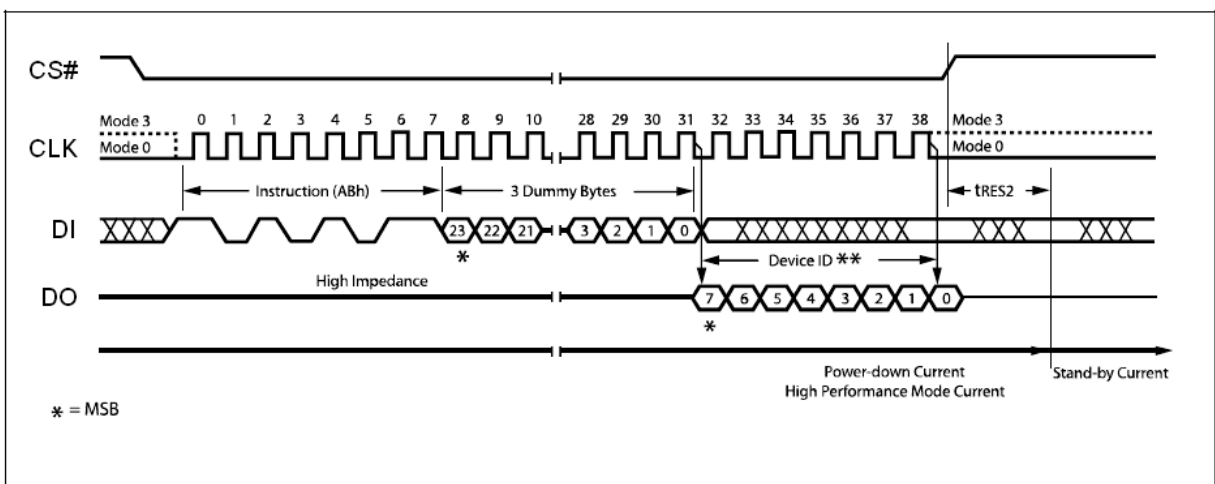 CS#
Mode 3 0 1 2 3 4 5 6 7 8 9 10 28 29 30 31 32 33 34 35 36 37 38 Mode 3
CLK
Mode 0 Mode 0
Instruction (ABh) 3 Dummy Bytes tRES2
DI 23 22 21 3 2 1 0
* Device ID **
High Impedance
DO 7 6 5 4 3 2 1 0
*
Power-down Current Stand-by Current
High Performance Mode Current
* = MSB